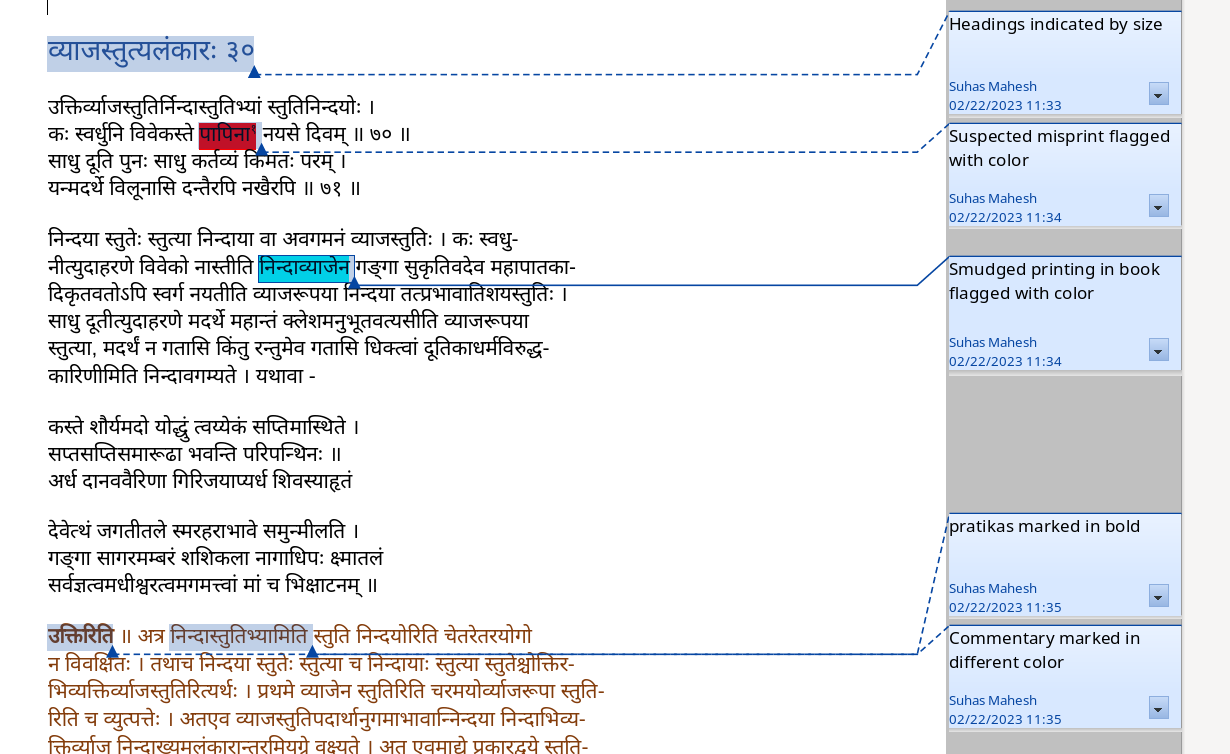 व्याजस्तुत्यलंकारः ३०
उक्तिर्व्याजस्तुतिर्निन्दास्तुतिभ्यां स्तुतिनिन्दयोः ।
कः स्वर्धुनि विवेकस्ते नयसे दिवम् ॥ ७० ॥
साधु दूति पुनः साधु कर्तव्यं किमतः परम् ।
यन्मदर्थे विलूनासि दन्तैरपि नखैरपि ॥ ७१ ॥
निन्दया स्तुतेः स्तुत्या निन्दाया वा अवगमनं व्याजस्तुतिः । कः स्वधु-
नीत्युदाहरणे विवेको नास्तीति निन्दाव्याजेन गङ्गा सुकृतिवदेव महापातका-
दिकृतवतोऽपि स्वर्ग नयतीति व्याजरूपया निन्दया तत्प्रभावातिशयस्तुतिः ।
साधु दूतीत्युदाहरणे मदर्थे महान्तं क्लेशमनुभूतवत्यसीति व्याजरूपया
स्तुत्या, मदर्थं न गतासि किंतु रन्तुमेव गतासि धिक्त्वां दूतिकाधर्मविरुद्ध-
कारिणीमिति निन्दावगम्यते । यथावा -
कस्ते शौर्यमदो योद्धुं त्वय्येकं सप्तिमास्थिते ।
सप्तसप्तिसमारूढा भवन्ति परिपन्थिनः ॥
अर्ध दानववैरिणा गिरिजयाप्यर्ध शिवस्याहृतं
देवेत्थं जगतीतले स्मरहराभावे समुन्मीलति ।
गङ्गा सागरमम्बरं शशिकला नागाधिपः क्ष्मातलं
सर्वज्ञत्वमधीश्वरत्वमगमत्त्वां मां च भिक्षाटनम् ॥
उक्तिरिति ॥ अत्र निन्दास्तुतिभ्यामिति स्तुति निन्दयोरिति चेतरेतरयोगो
न विवक्षितः । तथाच निन्दया स्तुतेः स्तुत्या च निन्दायाः स्तुत्या स्तुतेश्चोक्तिर-
भिव्यक्तिर्व्याजस्तुतिरित्यर्थः । प्रथमे व्याजेन स्तुतिरिति चरमयोर्व्याजरूपा स्तुति-
रिति च व्युत्पत्तेः । अतएव व्याजस्तुतिपदार्थानुगमाभावान्निन्दया निन्दाभिव्य-
क्तिर्व्याज निन्दाख्यमलंकारान्तरमियग्रे वक्ष्यते । अत एवमाद्ये प्रकारद्वये स्तुति-
Headings indicated by size
Suhas Mahesh
02/22/2023 11:33
Suspected misprint flagged
with color
Suhas Mahesh
02/22/2023 11:34
Smudged printing in book
flagged with color
Suhas Mahesh
02/22/2023 11:34
pratikas marked in bold
Suhas Mahesh
02/22/2023 11:35
Commentary marked in
different color
Suhas Mahesh
02/22/2023 11:35